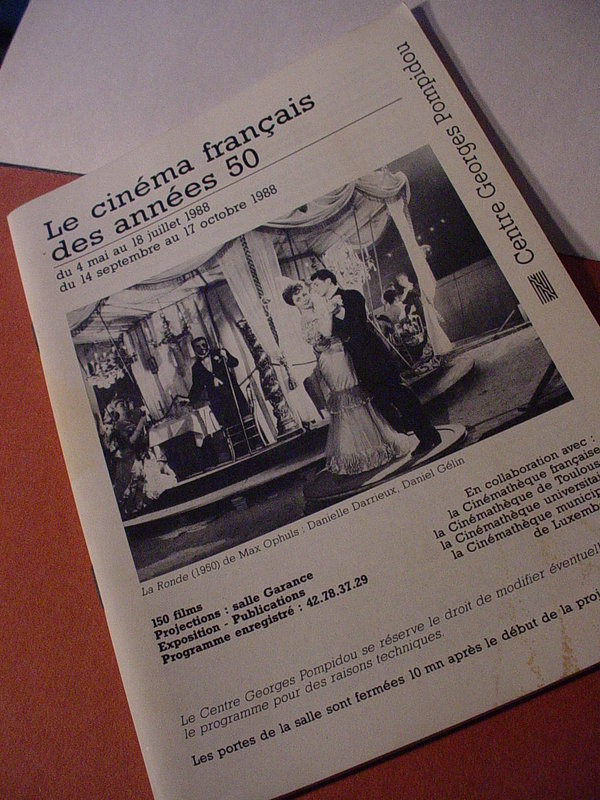 Le cinéma français
des années 50
du 4 mai au 18 juillet 1988
du 14 septembre au 17 octobre 1988
Centre Georges Pompidou
La Ronde (1950) de Max Ophuls : Danielle Darrieux, Daniel Gélin
En collaboration avec :
la Cinémathèque française
la Cinémathèque de Toulous
la Cinémathèque universitai
la Cinémathèque municip
de Luxemb
150 films
Projections : salle Garance
Exposition - Publications
Programme enregistré : 42.78.37.29
Le Centre Georges Pompidou se réserve le droit de modifier éventuell
le programme pour des raisons techniques.
Les portes de la salle sont fermées 10 mn après le début de la proj